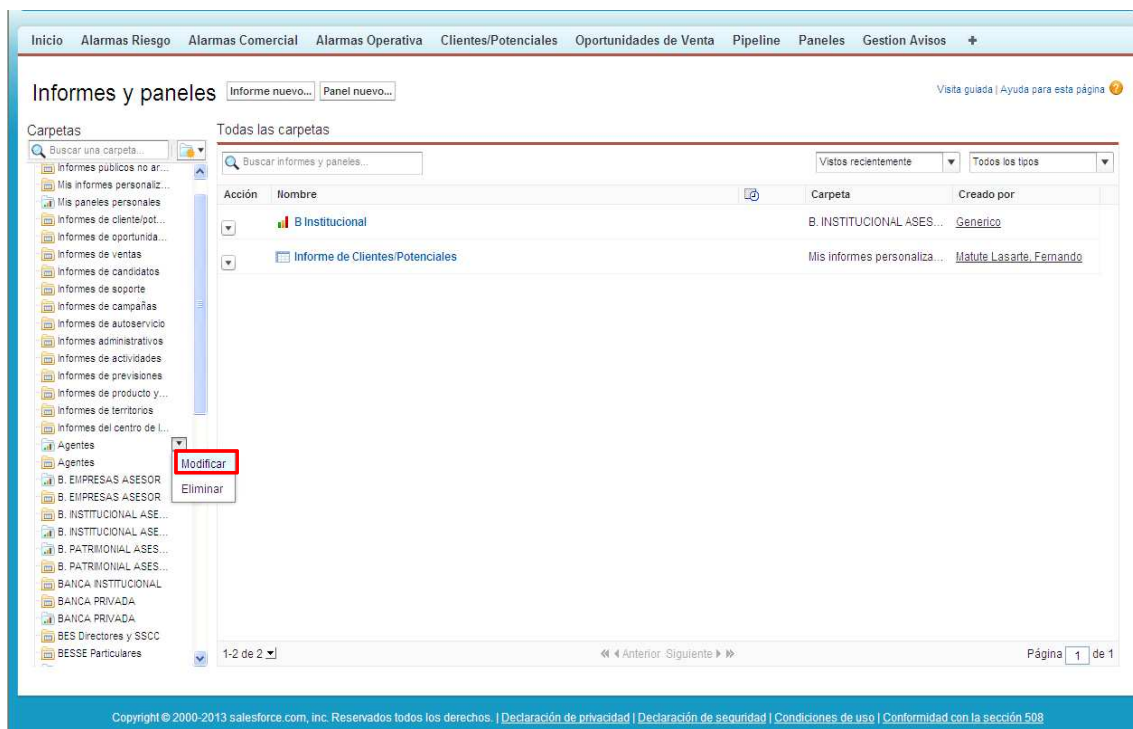 Inicio Alarmas Riesgo Alarmas Comercial Alarmas Operativa Clientes/Potenciales Oportunidades de Venta Pipeline Paneles Gestion Avisos +
Informes y paneles Informe nuevo... Panel nuevo... Visita guiada | Ayuda para esta página
Carpetas
Buscar una carpeta...
Informes públicos no ar...
Mis informes personaliz...
Mis paneles personales
Informes de cliente/pot...
Informes de oportunida...
Informes de ventas
Informes de candidatos
Informes de soporte
Informes de campañas
Informes de autoservicio
Informes administrativos
Informes de actividades
Informes de previsiones
Informes de producto y...
Informes de territorios
Informes del centro de l...
Agentes
Agentes
B. EMPRESAS ASESOR
B. EMPRESAS ASESOR
B. INSTITUCIONAL ASE...
B. INSTITUCIONAL ASE...
B. PATRIMONIAL ASES...
B. PATRIMONIAL ASES...
BANCA INSTITUCIONAL
BANCA PRIVADA
BANCA PRIVADA
BES Directores y SSCC
BESSE Particulares
Modificar
Eliminar
Todas las carpetas
Buscar informes y paneles... Vistos recientemente Todos los tipos
Acción Nombre Carpeta Creado por
B Institucional B. INSTITUCIONAL ASES... Generico
Informe de Clientes/Potenciales Mis informes personaliza... Matute Lasarte, Fernando
1-2 de 2 Anterior Siguiente Página 1 de 1
Copyright © 2000-2013 salesforce.com, inc. Reservados todos los derechos. | Declaración de privacidad | Declaración de seguridad | Condiciones de uso | Conformidad con la sección 508